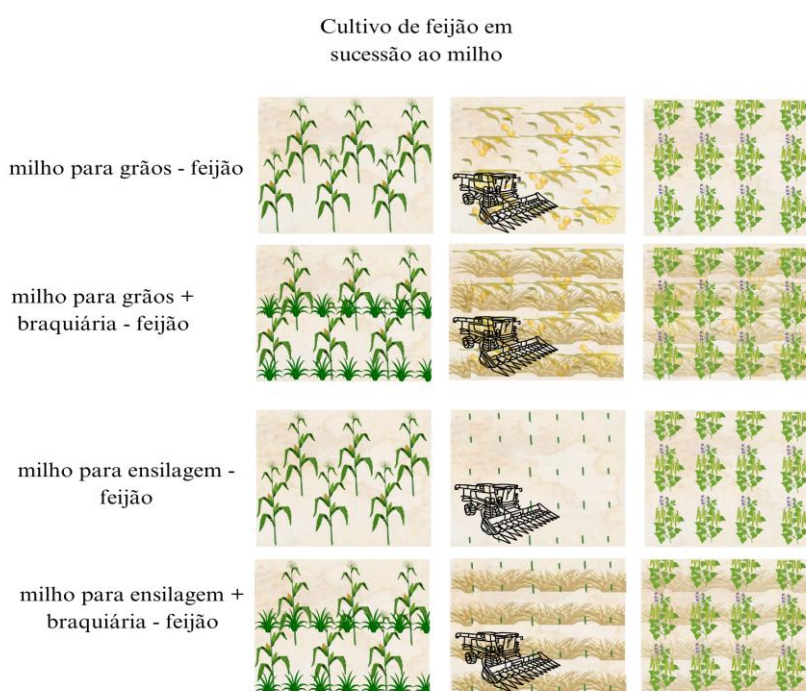 Cultivo de feijão em
sucessão ao milho
milho para grãos - feijão
milho para grãos +
braquiária - feijão
milho para ensilagem -
feijão
milho para ensilagem +
braquiária - feijão